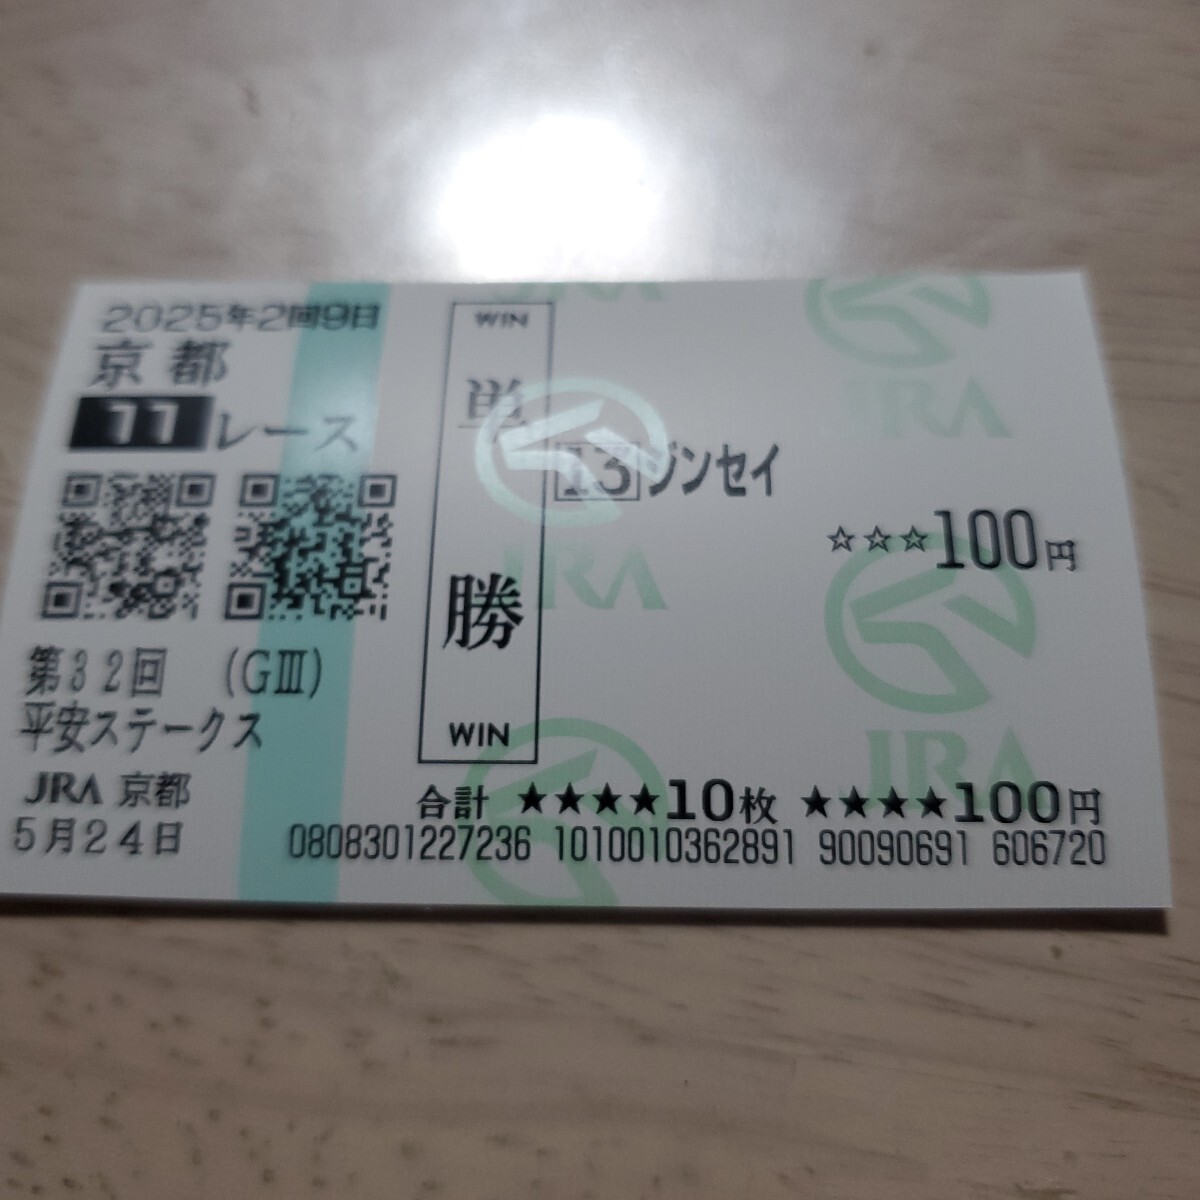 2025年2回9日
京都
11レース
第32回 (GⅢ)
平安ステークス
JRA 京都
5月24日
WIN
単勝
WIN
13 ジンセイ
☆☆☆100円
合計 ★★★★10枚 ★★★★100円
0808301227236 1010010362891 90090691 606720
JRA
JRA
JRA
JRA